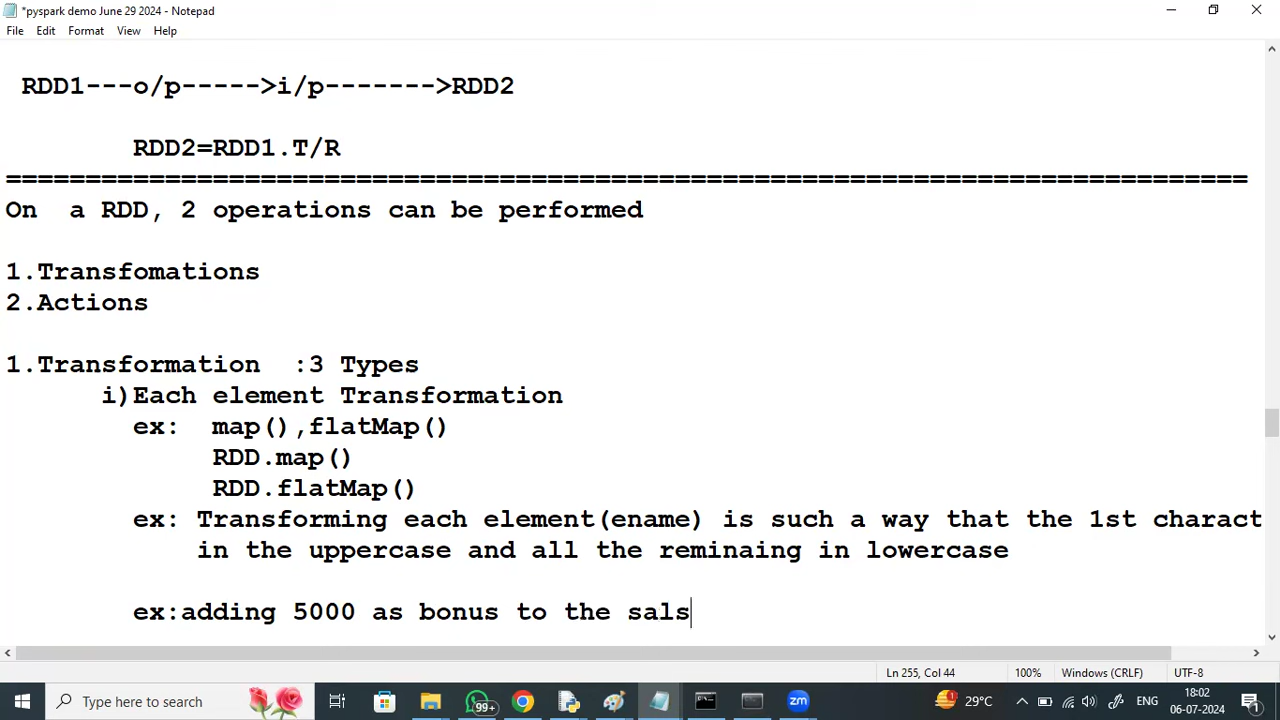 *pyspark demo June 29 2024 - Notepad
File Edit Format View Help
RDD1---o/p----->i/p------->RDD2
RDD2=RDD1.T/R
===============================================================================
On  a RDD, 2 operations can be performed
1.Transfomations
2.Actions
1.Transformation  :3 Types
i)Each element Transformation
ex:  map(),flatMap()
RDD.map()
RDD.flatMap()
ex: Transforming each element(ename) is such a way that the 1st charact
in the uppercase and all the reminaing in lowercase
ex:adding 5000 as bonus to the sals
Ln 255, Col 44 100% Windows (CRLF) UTF-8
Type here to search 99+ zm 29°C ENG 18:02 06-07-2024 1